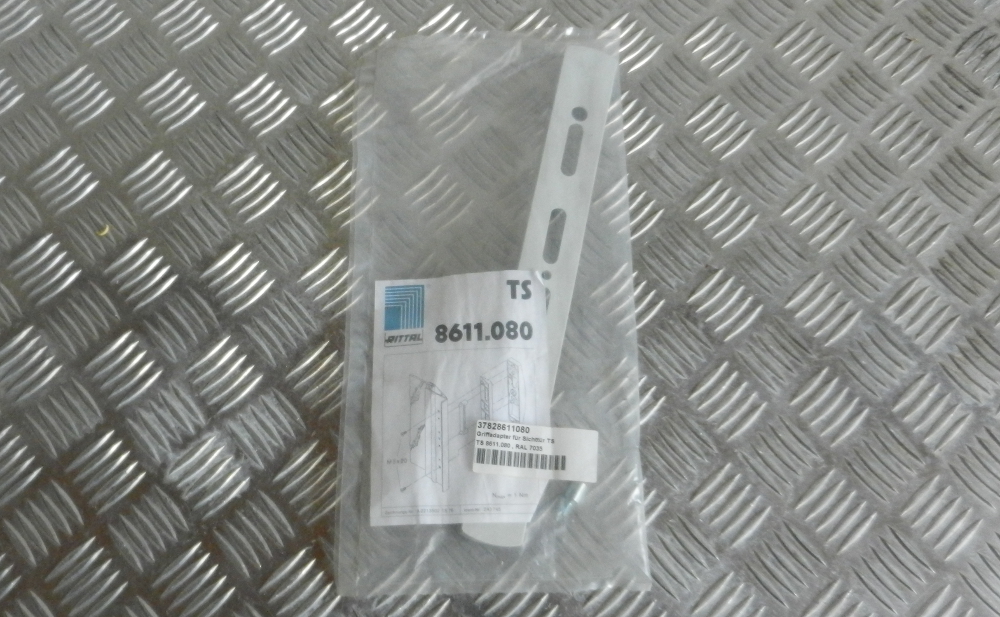 TS
RITTAL
8611.080
37828611080
Griffadapter für Sichttür TS
TS 8611.080 , RAL 7035